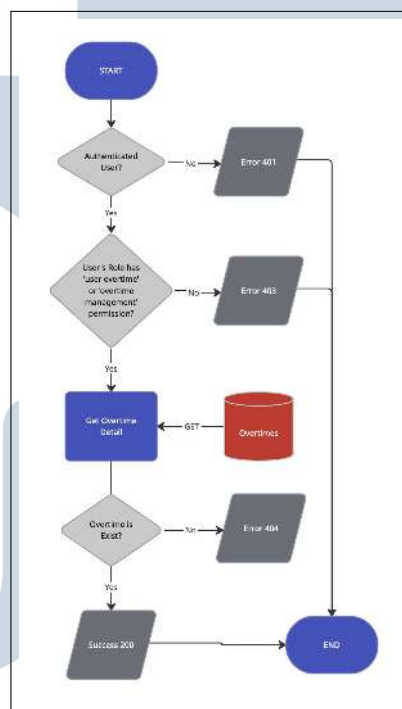 START
Authenticated
User?
No
Error 401
Yes
User's Role has
'user overtime'
or 'overtime
management'
permission?
No
Error 403
Yes
Get Overtime
Detail
GET
Overtimes
Overtime is
Exist?
No
Error 404
Yes
Success 200
END